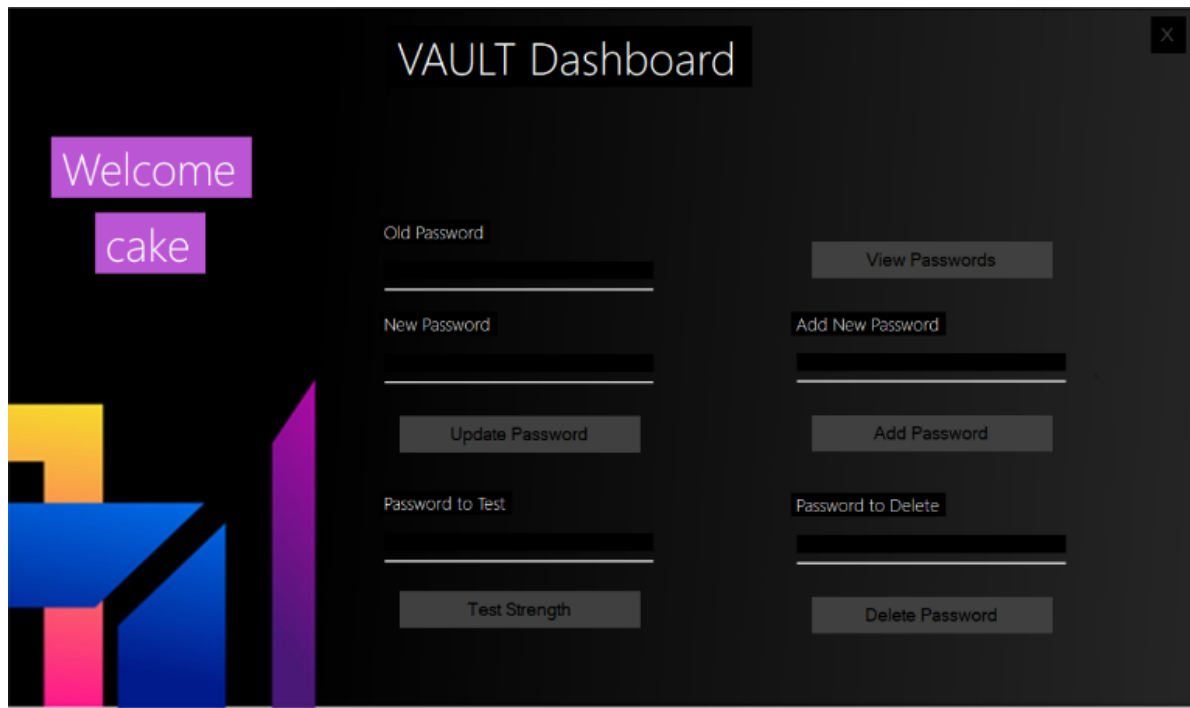 VAULT Dashboard
X
Welcome
cake
Old Password
New Password
Update Password
Password to Test
Test Strength
View Passwords
Add New Password
Add Password
Password to Delete
Delete Password